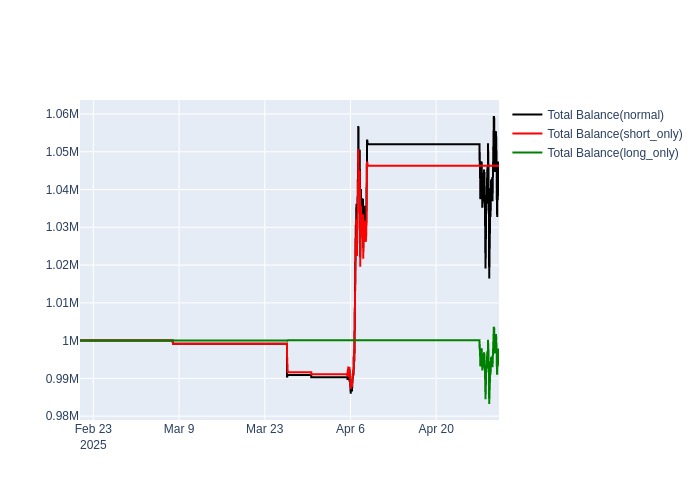 1.06M
1.05M
1.04M
1.03M
1.02M
1.01M
1M
0.99M
0.98M
Feb 23
2025
Mar 9
Mar 23
Apr 6
Apr 20
Total Balance(normal)
Total Balance(short_only)
Total Balance(long_only)